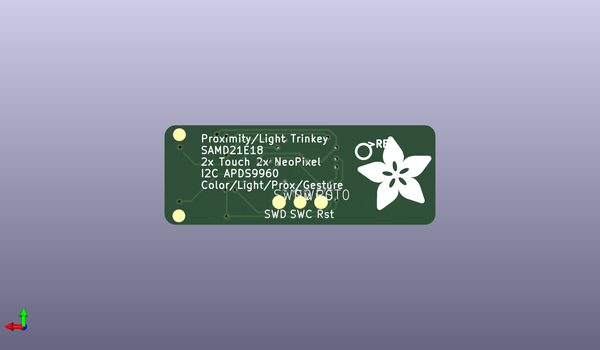 Proximity/Light Trinkey
SAMD21E18
2x Touch 2x NeoPixel
I2C APDS9960
Color/Light/Prox/Gesture
SWD SWC Rst